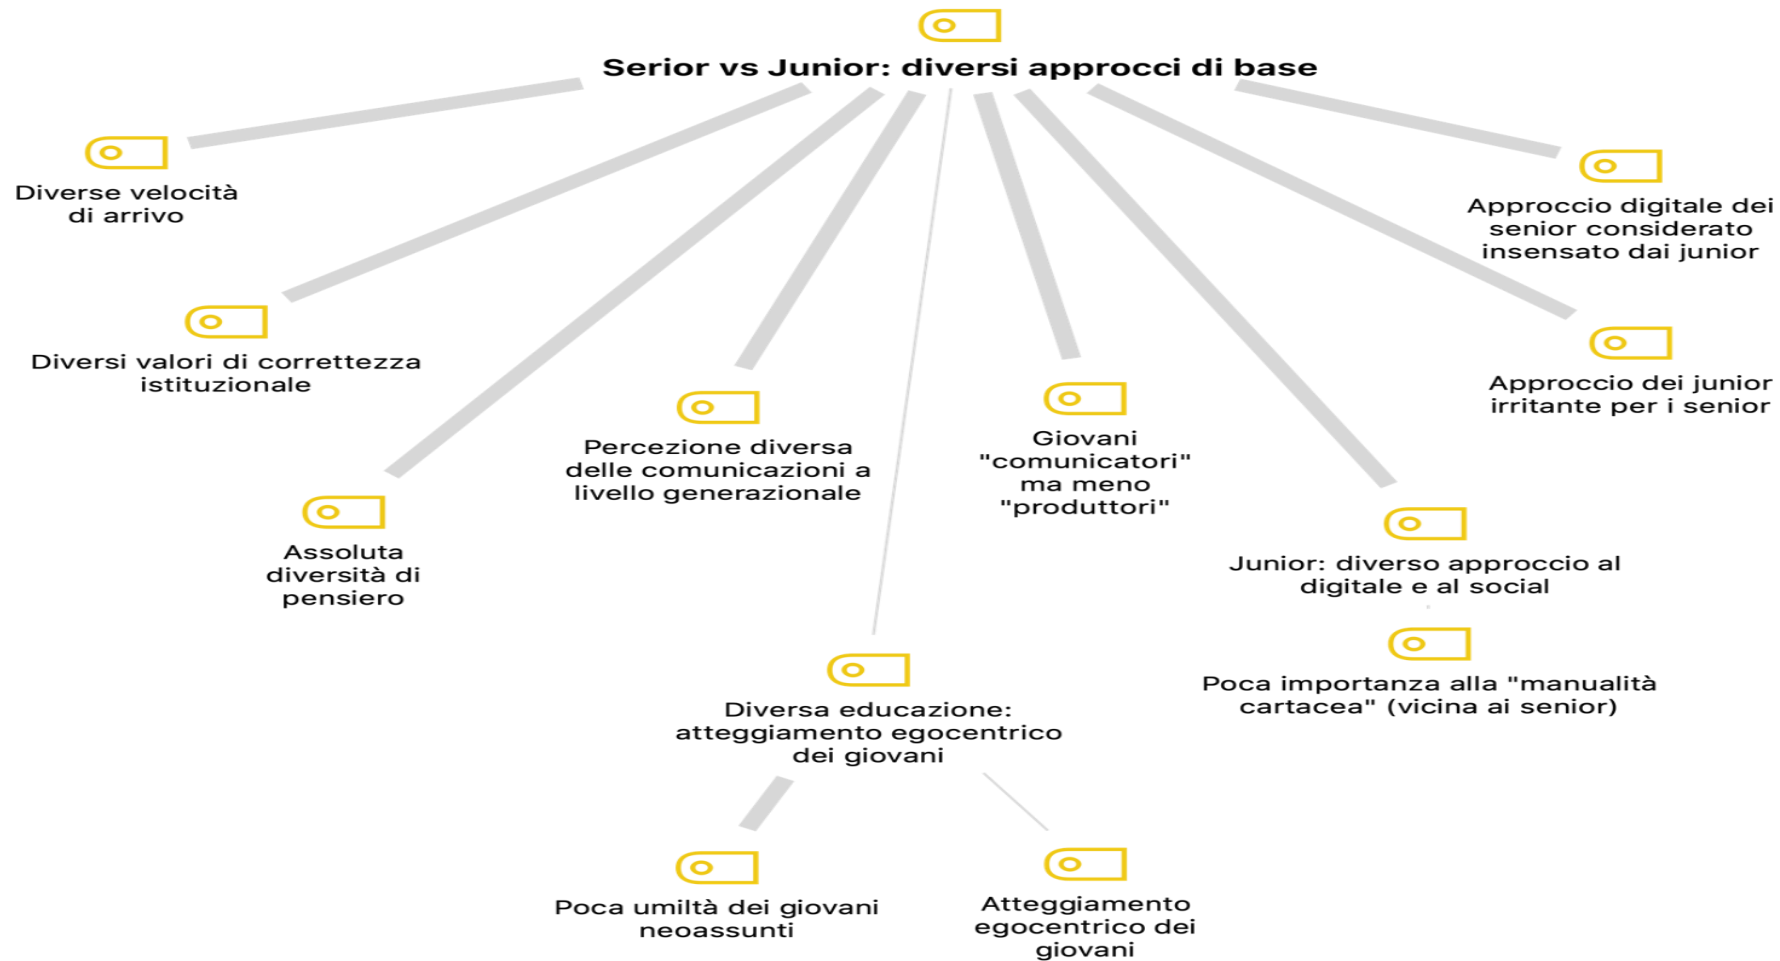 Serior vs Junior: diversi approcci di base
Diverse velocità
di arrivo
Approccio digitale dei
senior considerato
insensato dai junior
Diversi valori di correttezza
istituzionale
Approccio dei junior
irritante per i senior
Percezione diversa
delle comunicazioni a
livello generazionale
Giovani
"comunicatori"
ma meno
"produttori"
Assoluta
diversità di
pensiero
Junior: diverso approccio al
digitale e al social
Poca importanza alla "manualità
cartacea" (vicina ai senior)
Diversa educazione:
atteggiamento egocentrico
dei giovani
Poca umiltà dei giovani
neoassunti
Atteggiamento
egocentrico dei
giovani